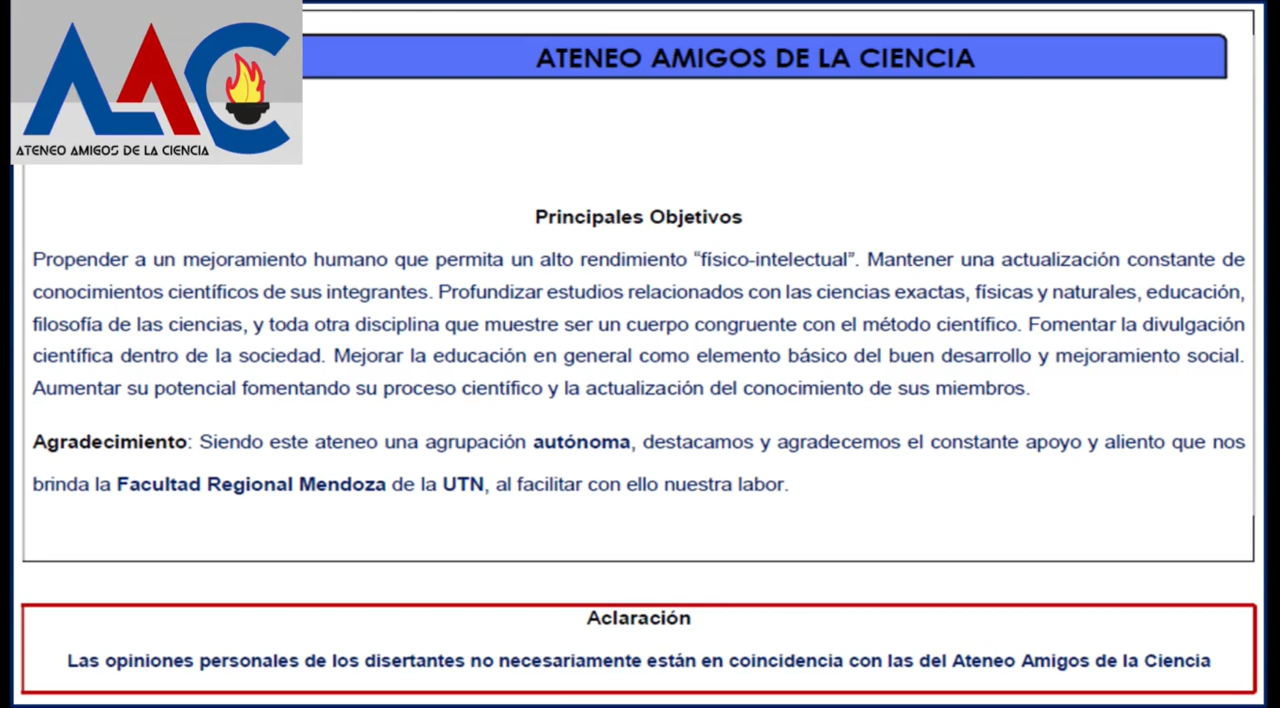 AAC
ATENEO AMIGOS DE LA CIENCIA
ATENEO AMIGOS DE LA CIENCIA
Principales Objetivos
Propender a un mejoramiento humano que permita un alto rendimiento “físico-intelectual”. Mantener una actualización constante de
conocimientos científicos de sus integrantes. Profundizar estudios relacionados con las ciencias exactas, físicas y naturales, educación,
filosofía de las ciencias, y toda otra disciplina que muestre ser un cuerpo congruente con el método científico. Fomentar la divulgación
científica dentro de la sociedad. Mejorar la educación en general como elemento básico del buen desarrollo y mejoramiento social.
Aumentar su potencial fomentando su proceso científico y la actualización del conocimiento de sus miembros.
Agradecimiento: Siendo este ateneo una agrupación autónoma, destacamos y agradecemos el constante apoyo y aliento que nos
brinda la Facultad Regional Mendoza de la UTN, al facilitar con ello nuestra labor.
Aclaración
Las opiniones personales de los disertantes no necesariamente están en coincidencia con las del Ateneo Amigos de la Ciencia